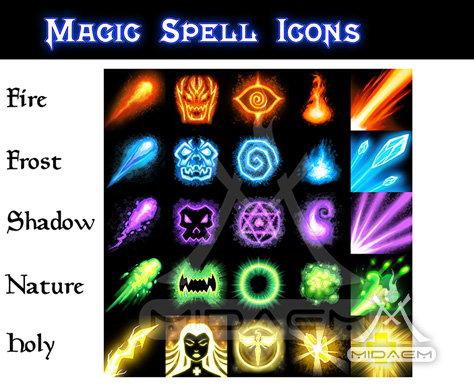 Magic Spell Icons
Fire
Frost
Shadow
Nature
Holy
MIDAEM
MIDAEM